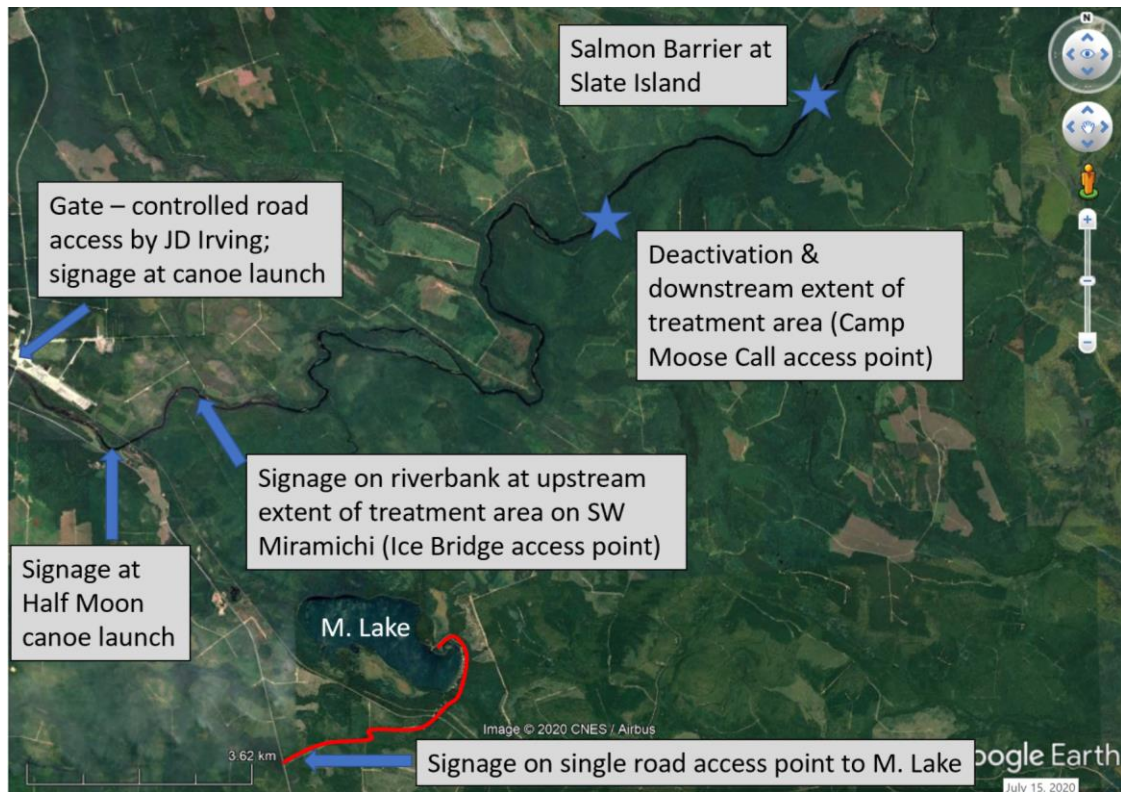 Salmon Barrier at
Slate Island
N
Gate – controlled road
access by JD Irving;
signage at canoe launch
Deactivation &
downstream extent of
treatment area (Camp
Moose Call access point)
Signage on riverbank at upstream
extent of treatment area on SW
Miramichi (Ice Bridge access point)
Signage at
Half Moon
canoe launch
M. Lake
Image © 2020 CNES / Airbus
3.62 km
Signage on single road access point to M. Lake
oogle Earth
July 15, 2020